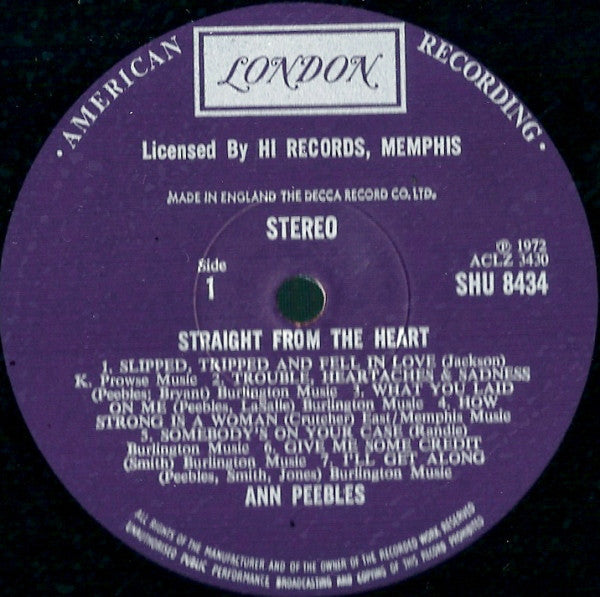 · AMERICAN RECORDING ·
LONDON
Licensed By HI RECORDS, MEMPHIS
MADE IN ENGLAND THE DECCA RECORD CO. LTD.
STEREO
Side
1
Ⓟ 1972
ACLZ 3430
SHU 8434
STRAIGHT FROM THE HEART
1. SLIPPED, TRIPPED AND FELL IN LOVE (Jackson)
K. Prowse Music 2. TROUBLE, HEARTACHES & SADNESS
(Peebles; Brynt) Burlington Music 3. WHAT YOU LAID
ON ME (Peebles, LaSalle) Burlington Music 4. HOW
STRONG IS A WOMAN (Crutcher) East/Memphis Music
5. SOMEBODY'S ON YOUR CASE (Randle)
Burlington Music 6. GIVE ME SOME CREDIT
(Smith) Burlington Music 7. I'LL GET ALONG
(Peebles, Smith, Jones) Burlington Music
ANN PEEBLES
ALL RIGHTS OF THE MANUFACTURER AND OF THE OWNER OF THE RECORDED WORK RESERVED
UNAUTHORISED PUBLIC PERFORMANCE BROADCASTING AND COPYING OF THIS RECORD PROHIBITED